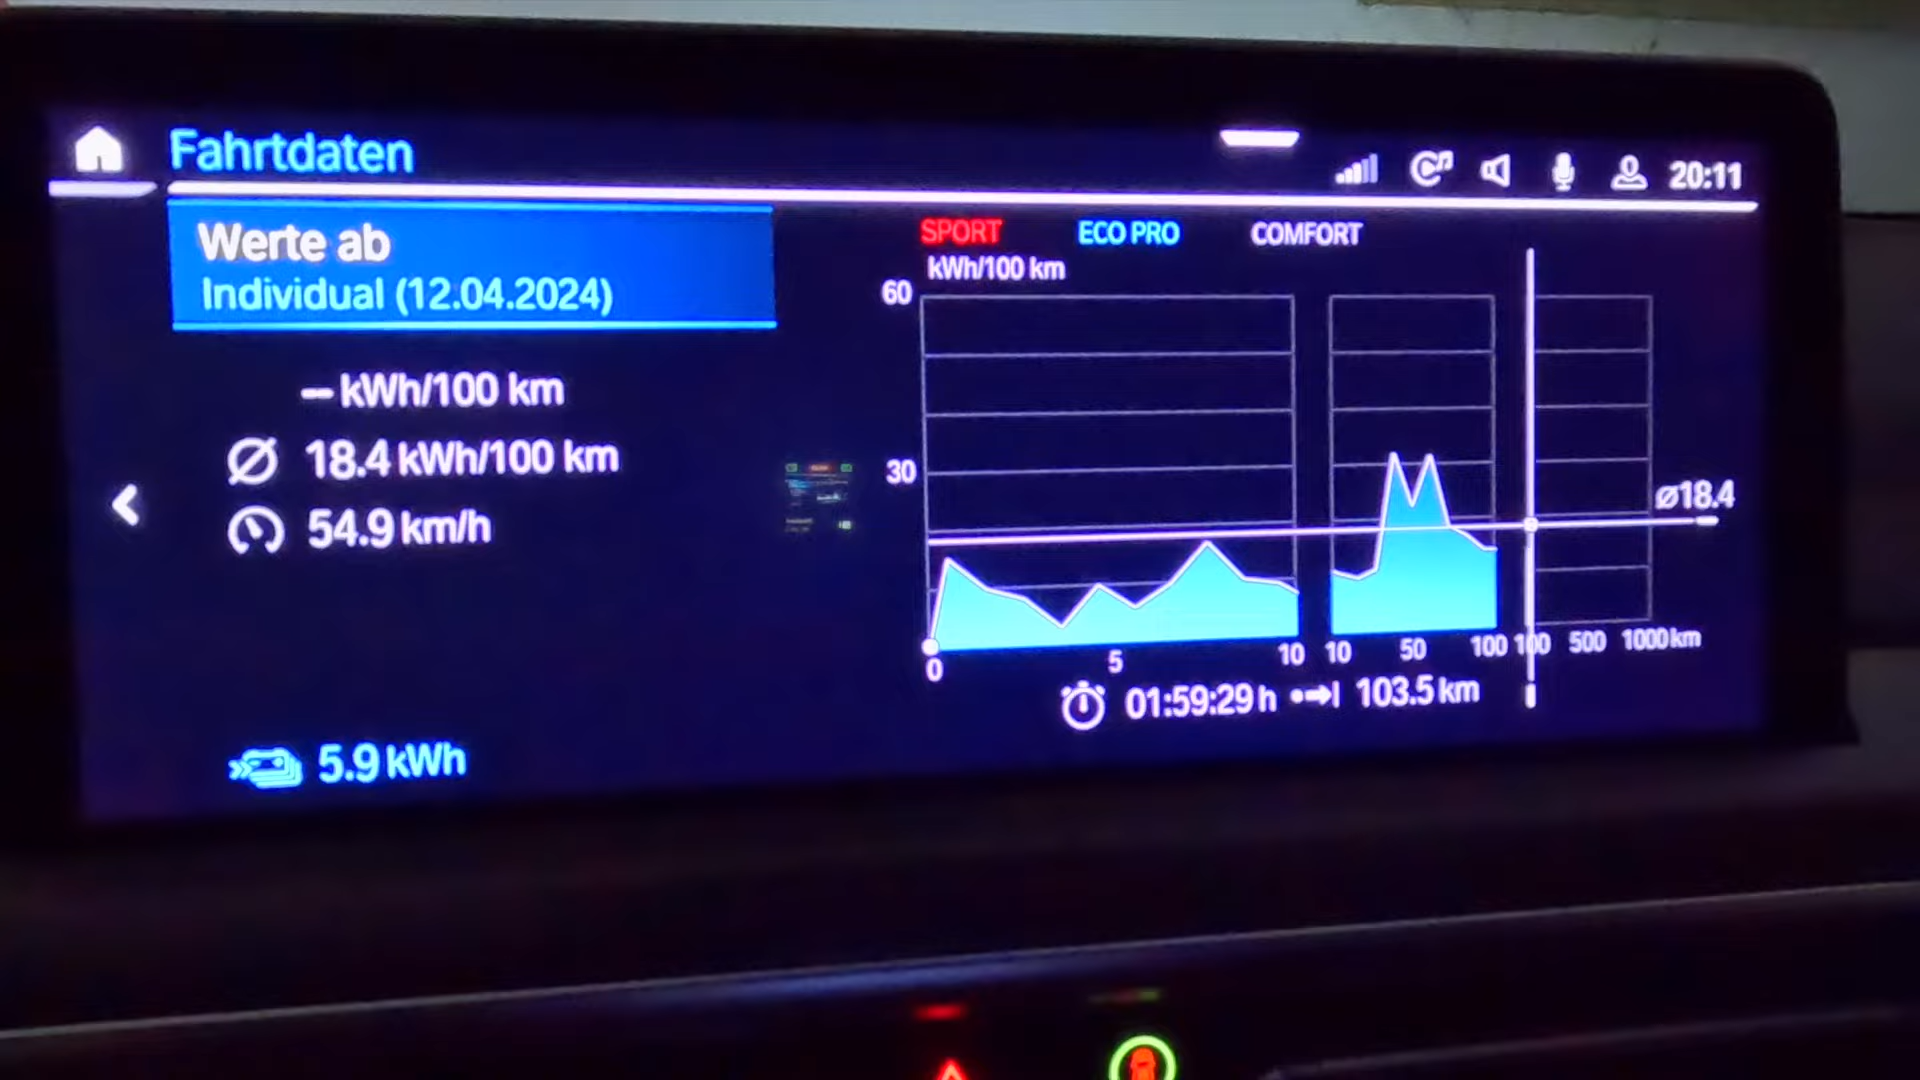 Fahrtdaten
20:11
Werte ab
Individual (12.04.2024)
– kWh/100 km
Ø 18.4 kWh/100 km
54.9 km/h
5.9 kWh
SPORT ECO PRO COMFORT
kWh/100 km
60
30
Ø18.4
0 5 10 10 50 100 100 500 1000 km
01:59:29 h 103.5 km